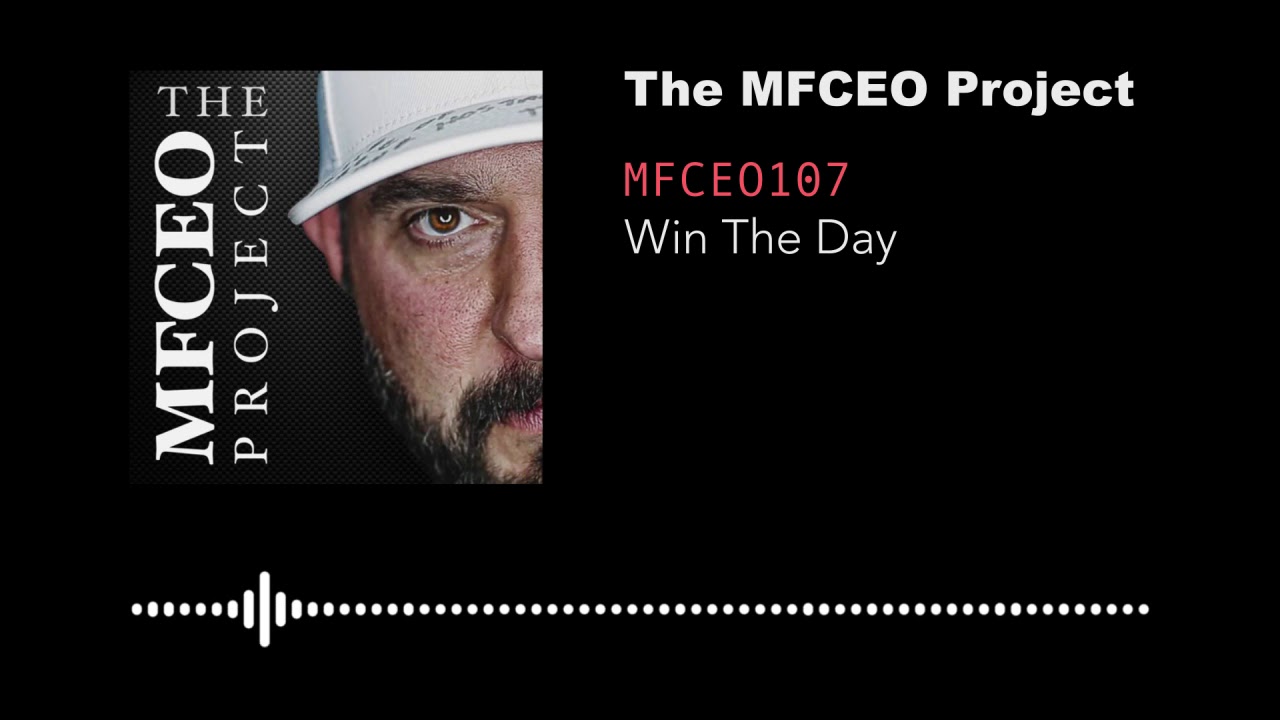 THE
MFCEO
PROJECT
The MFCEO Project
MFCEO107
Win The Day